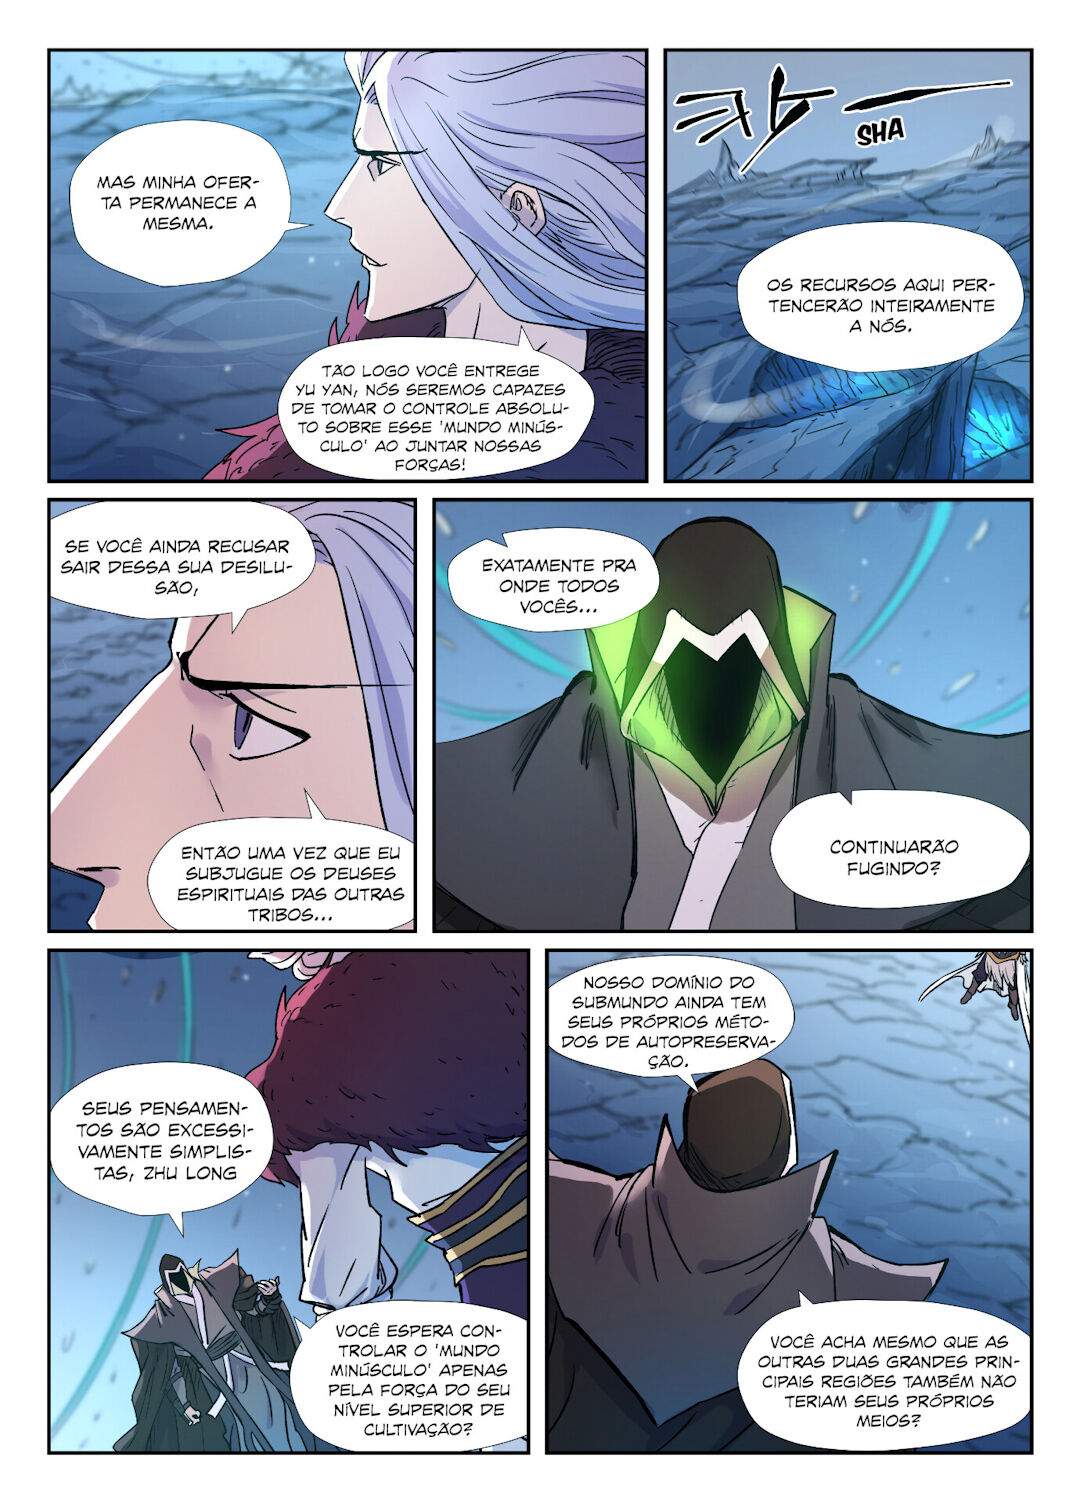 MAS MINHA OFER-
TA PERMANECE A
MESMA.
TÃO LOGO VOCÊ ENTREGE
YU YAN, NÓS SEREMOS CAPAZES
DE TOMAR O CONTROLE ABSOLU-
TO SOBRE ESSE 'MUNDO MINÚS-
CULO' AO JUNTAR NOSSAS
FORÇAS!
SHA
OS RECURSOS AQUI PER-
TENCERÃO INTEIRAMENTE
A NÓS.
SE VOCÊ AINDA RECUSAR
SAIR DESSA SUA DESILU-
SÃO,
ENTÃO UMA VEZ QUE EU
SUBJUGUE OS DEUSES
ESPIRITUAIS DAS OUTRAS
TRIBOS...
EXATAMENTE PRA
ONDE TODOS
VOCÊS...
CONTINUARÃO
FUGINDO?
SEUS PENSAMEN-
TOS SÃO EXCESSI-
VAMENTE SIMPLIS-
TAS, ZHU LONG
VOCÊ ESPERA CON-
TROLAR O 'MUNDO
MINÚSCULO' APENAS
PELA FORÇA DO SEU
NÍVEL SUPERIOR DE
CULTIVAÇÃO?
NOSSO DOMÍNIO DO
SUBMUNDO AINDA TEM
SEUS PRÓPRIOS MÉTO-
DOS DE AUTOPRESERVA-
ÇÃO.
VOCÊ ACHA MESMO QUE AS
OUTRAS DUAS GRANDES PRIN-
CIPAIS REGIÕES TAMBÉM NÃO
TERIAM SEUS PRÓPRIOS
MEIOS?